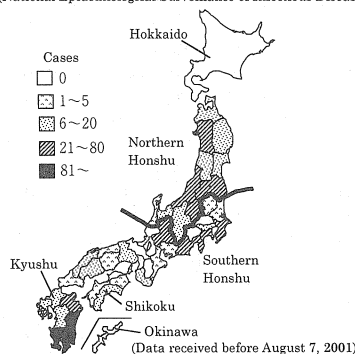 Hokkaido
Cases
0
1～5
6～20
21～80
81～
Northern
Honshu
Southern
Honshu
Kyushu
Shikoku
Okinawa
(Data received before August 7, 2001)